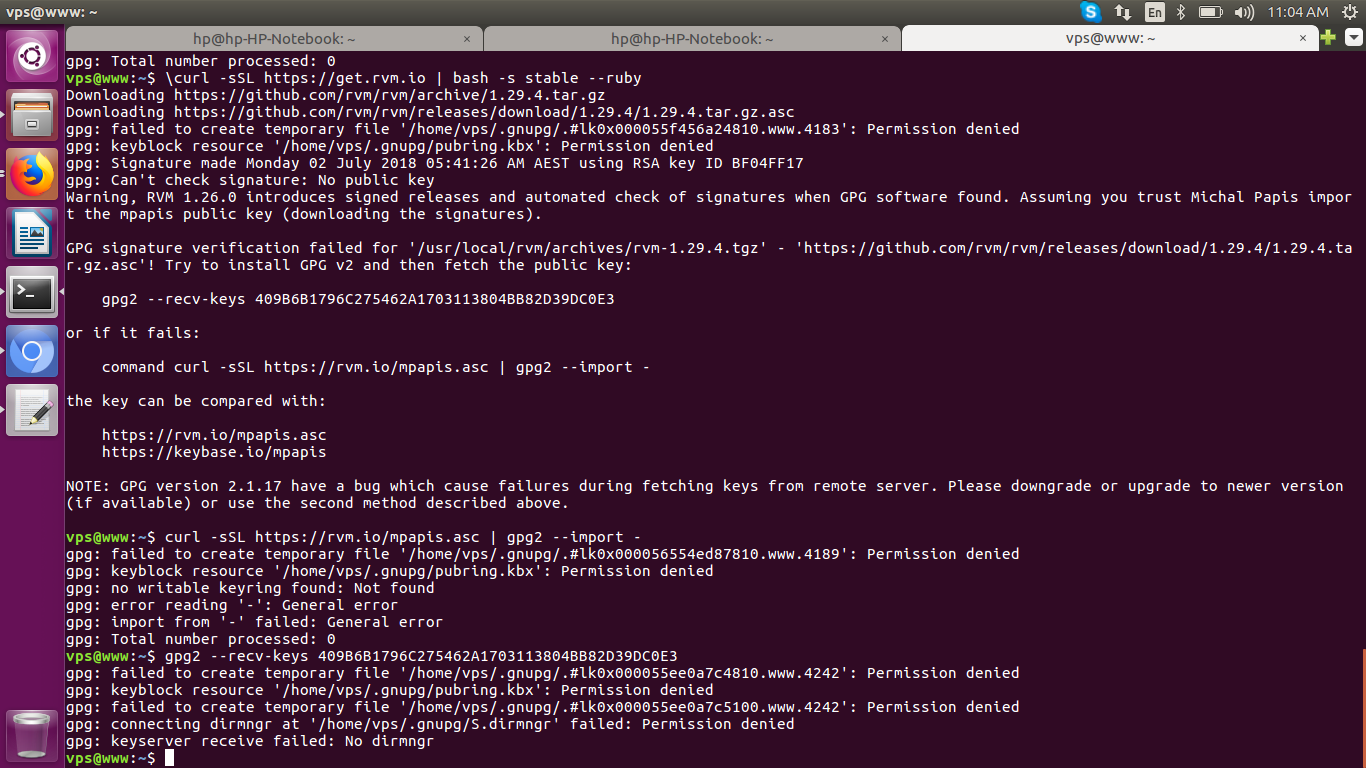 vps@www: ~
En
11:04 AM
hp@hp-HP-Notebook: ~ ×
hp@hp-HP-Notebook: ~ ×
vps@www: ~ ×
gpg: Total number processed: 0
vps@www:~$ \curl -sSL https://get.rvm.io | bash -s stable --ruby
Downloading https://github.com/rvm/rvm/archive/1.29.4.tar.gz
Downloading https://github.com/rvm/rvm/releases/download/1.29.4/1.29.4.tar.gz.asc
gpg: failed to create temporary file '/home/vps/.gnupg/.#lk0x000055f456a24810.www.4183': Permission denied
gpg: keyblock resource '/home/vps/.gnupg/pubring.kbx': Permission denied
gpg: Signature made Monday 02 July 2018 05:41:26 AM AEST using RSA key ID BF04FF17
gpg: Can't check signature: No public key
Warning, RVM 1.26.0 introduces signed releases and automated check of signatures when GPG software found. Assuming you trust Michal Papis impor
t the mpapis public key (downloading the signatures).
GPG signature verification failed for '/usr/local/rvm/archives/rvm-1.29.4.tgz' - 'https://github.com/rvm/rvm/releases/download/1.29.4/1.29.4.ta
r.gz.asc'! Try to install GPG v2 and then fetch the public key:
gpg2 --recv-keys 409B6B1796C275462A1703113804BB82D39DC0E3
or if it fails:
command curl -sSL https://rvm.io/mpapis.asc | gpg2 --import -
the key can be compared with:
https://rvm.io/mpapis.asc
https://keybase.io/mpapis
NOTE: GPG version 2.1.17 have a bug which cause failures during fetching keys from remote server. Please downgrade or upgrade to newer version
(if available) or use the second method described above.
vps@www:~$ curl -sSL https://rvm.io/mpapis.asc | gpg2 --import -
gpg: failed to create temporary file '/home/vps/.gnupg/.#lk0x000056554ed87810.www.4189': Permission denied
gpg: keyblock resource '/home/vps/.gnupg/pubring.kbx': Permission denied
gpg: no writable keyring found: Not found
gpg: error reading '-': General error
gpg: import from '-' failed: General error
gpg: Total number processed: 0
vps@www:~$ gpg2 --recv-keys 409B6B1796C275462A1703113804BB82D39DC0E3
gpg: failed to create temporary file '/home/vps/.gnupg/.#lk0x000055ee0a7c4810.www.4242': Permission denied
gpg: keyblock resource '/home/vps/.gnupg/pubring.kbx': Permission denied
gpg: failed to create temporary file '/home/vps/.gnupg/.#lk0x000055ee0a7c5100.www.4242': Permission denied
gpg: connecting dirmngr at '/home/vps/.gnupg/S.dirmngr' failed: Permission denied
gpg: keyserver receive failed: No dirmngr
vps@www:~$